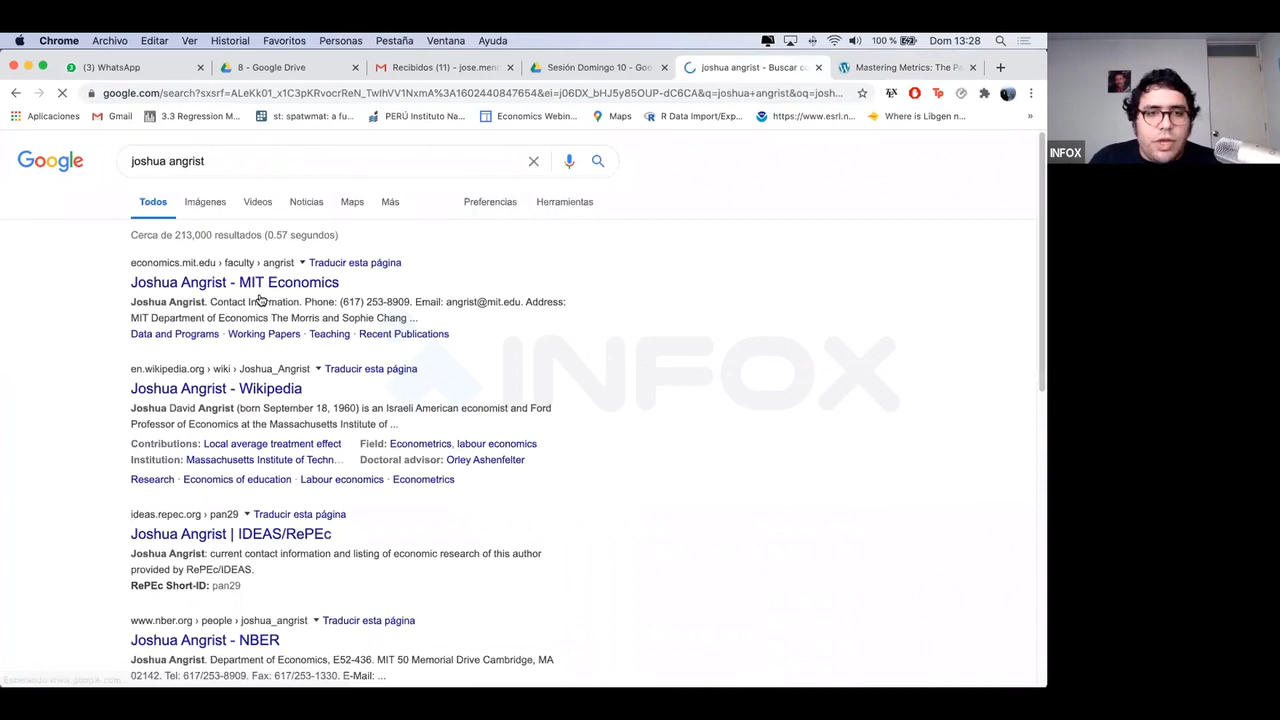 Chrome Archivo Editar Ver Historial Favoritos Personas Pestaña Ventana Ayuda 100 % Dom 13:28
(3) WhatsApp 8 - Google Drive Recibidos (11) - jose.men Sesión Domingo 10 - Goo joshua angrist - Buscar co Mastering Metrics: The Pa
google.com/search?sxsrf=ALeKk01_x1C3pKRvocrReN_TwIhVV1NxmA%3A1602440847654&ei=j06DX_bHJ5y85OUP-dC6CA&q=joshua+angrist&oq=josh...
Aplicaciones Gmail 3.3 Regression M... st: spatwmat: a fu... PERÚ Instituto Na... Economics Webin... Maps R Data Import/Exp... https://www.esri.n... Where is Libgen n... »
Google joshua angrist
INFOX
Todos Imágenes Videos Noticias Maps Más Preferencias Herramientas
Cerca de 213,000 resultados (0.57 segundos)
economics.mit.edu › faculty › angrist Traducir esta página
Joshua Angrist - MIT Economics
Joshua Angrist. Contact Information. Phone: (617) 253-8909. Email: angrist@mit.edu. Address:
MIT Department of Economics The Morris and Sophie Chang ...
Data and Programs · Working Papers · Teaching · Recent Publications
INFOX
en.wikipedia.org › wiki › Joshua_Angrist Traducir esta página
Joshua Angrist - Wikipedia
Joshua David Angrist (born September 18, 1960) is an Israeli American economist and Ford
Professor of Economics at the Massachusetts Institute of ...
Contributions: Local average treatment effect Field: Econometrics, labour economics
Institution: Massachusetts Institute of Techn... Doctoral advisor: Orley Ashenfelter
Research · Economics of education · Labour economics · Econometrics
ideas.repec.org › pan29 Traducir esta página
Joshua Angrist | IDEAS/RePEc
Joshua Angrist: current contact information and listing of economic research of this author
provided by RePEc/IDEAS.
RePEc Short-ID: pan29
www.nber.org › people › joshua_angrist Traducir esta página
Joshua Angrist - NBER
Joshua Angrist. Department of Economics, E52-436. MIT 50 Memorial Drive Cambridge, MA
02142. Tel: 617/253-8909. Fax: 617/253-1330. E-Mail: ...
Esperando www.google.com...